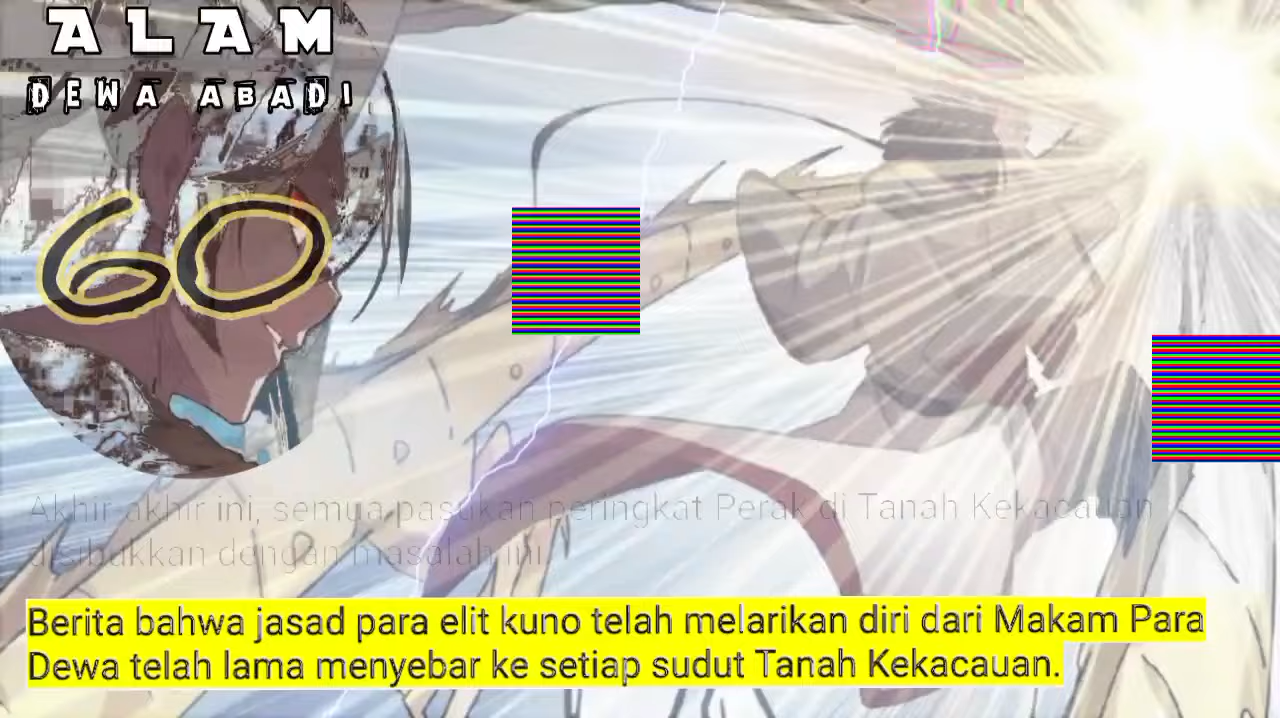 ALAM
DEWA ABADI
60
Akhir-akhir ini, semua pasukan peringkat Perak di Tanah Kekacauan
disibukkan dengan masalah ini.
Berita bahwa jasad para elit kuno telah melarikan diri dari Makam Para
Dewa telah lama menyebar ke setiap sudut Tanah Kekacauan.